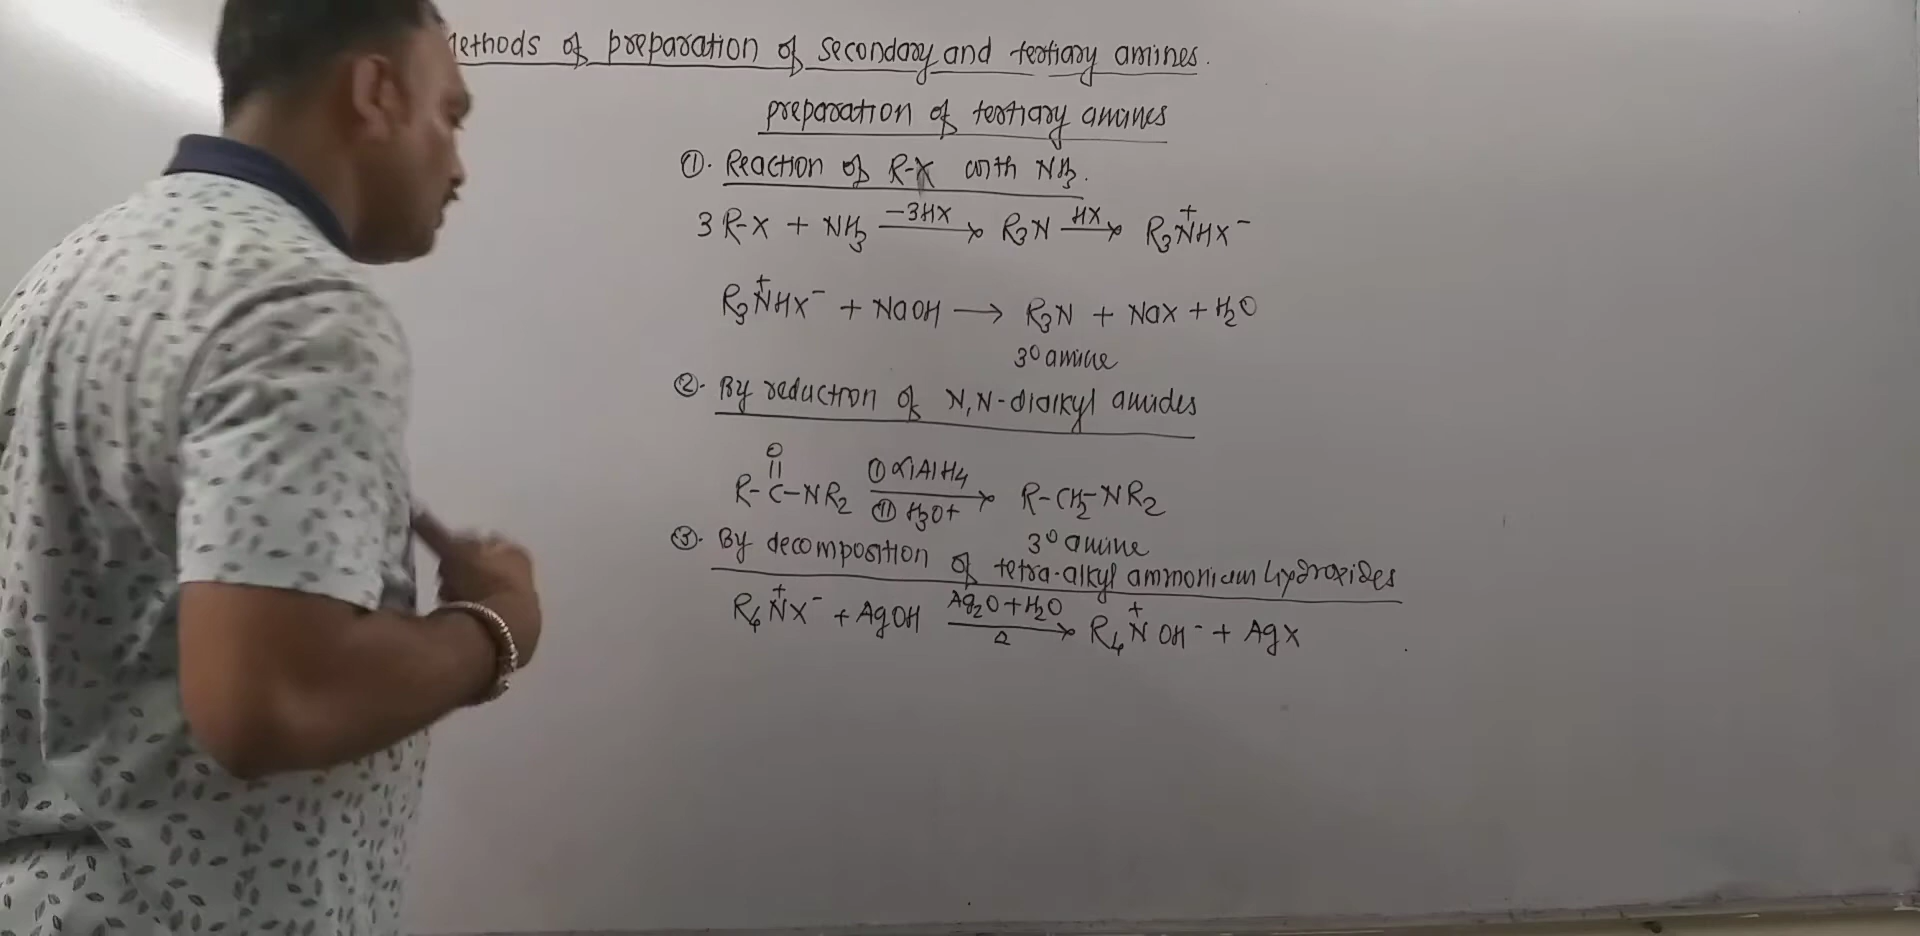 ethods of preparation of secondary and tertiary amines.
preparation of tertiary amines
①. Reaction of R-X with NH₃.
3 R-X + NH₃ —−3HX→ R₃N —HX→ R₃N⁺HX⁻
R₃N⁺HX⁻ + NaOH → R₃N + NaX + H₂O
3⁰ amine
②. By reduction of N,N-dialkyl amides
O
||
R-C-NR₂ —① LiAlH₄ / ② H₃O+→ R-CH₂-NR₂
3⁰ amine
③. By decomposition of tetra-alkyl ammonium hydroxides
R₄N⁺X⁻ + AgOH —Ag₂O+H₂O / Δ→ R₄N⁺OH⁻ + AgX